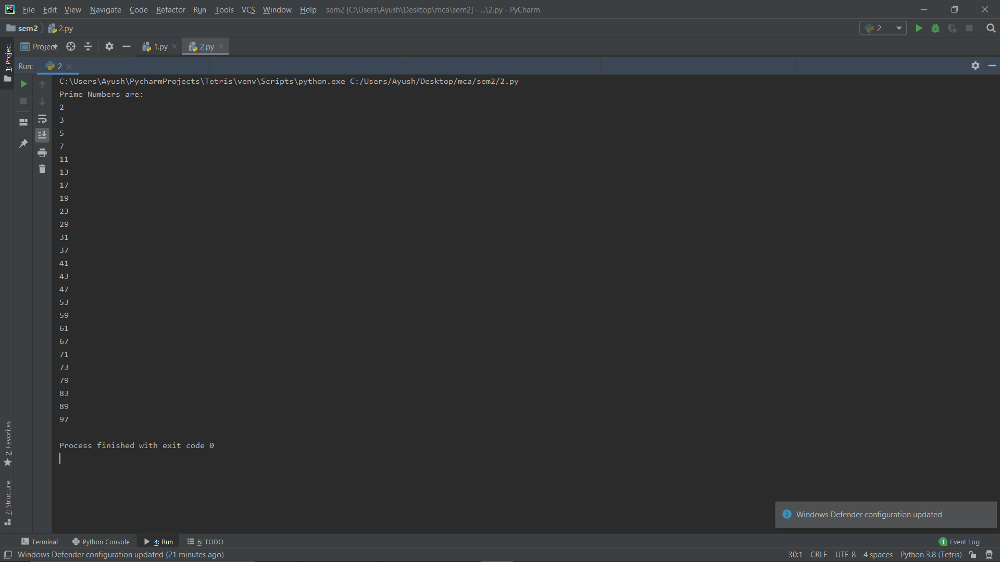 File Edit View Navigate Code Refactor Run Tools VCS Window Help sem2 [C:\Users\Ayush\Desktop\mca\sem2] - ...\2.py - PyCharm
sem2 2.py 2
1: Project Project 1.py 2.py
Run: 2
C:\Users\Ayush\PycharmProjects\Tetris\venv\Scripts\python.exe C:/Users/Ayush/Desktop/mca/sem2/2.py
Prime Numbers are:
2
3
5
7
11
13
17
19
23
29
31
37
41
43
47
53
59
61
67
71
73
79
83
89
97
Process finished with exit code 0
2: Favorites
7: Structure
Windows Defender configuration updated
Terminal Python Console 4: Run 6: TODO 1 Event Log
Windows Defender configuration updated (21 minutes ago) 30:1 CRLF UTF-8 4 spaces Python 3.8 (Tetris)